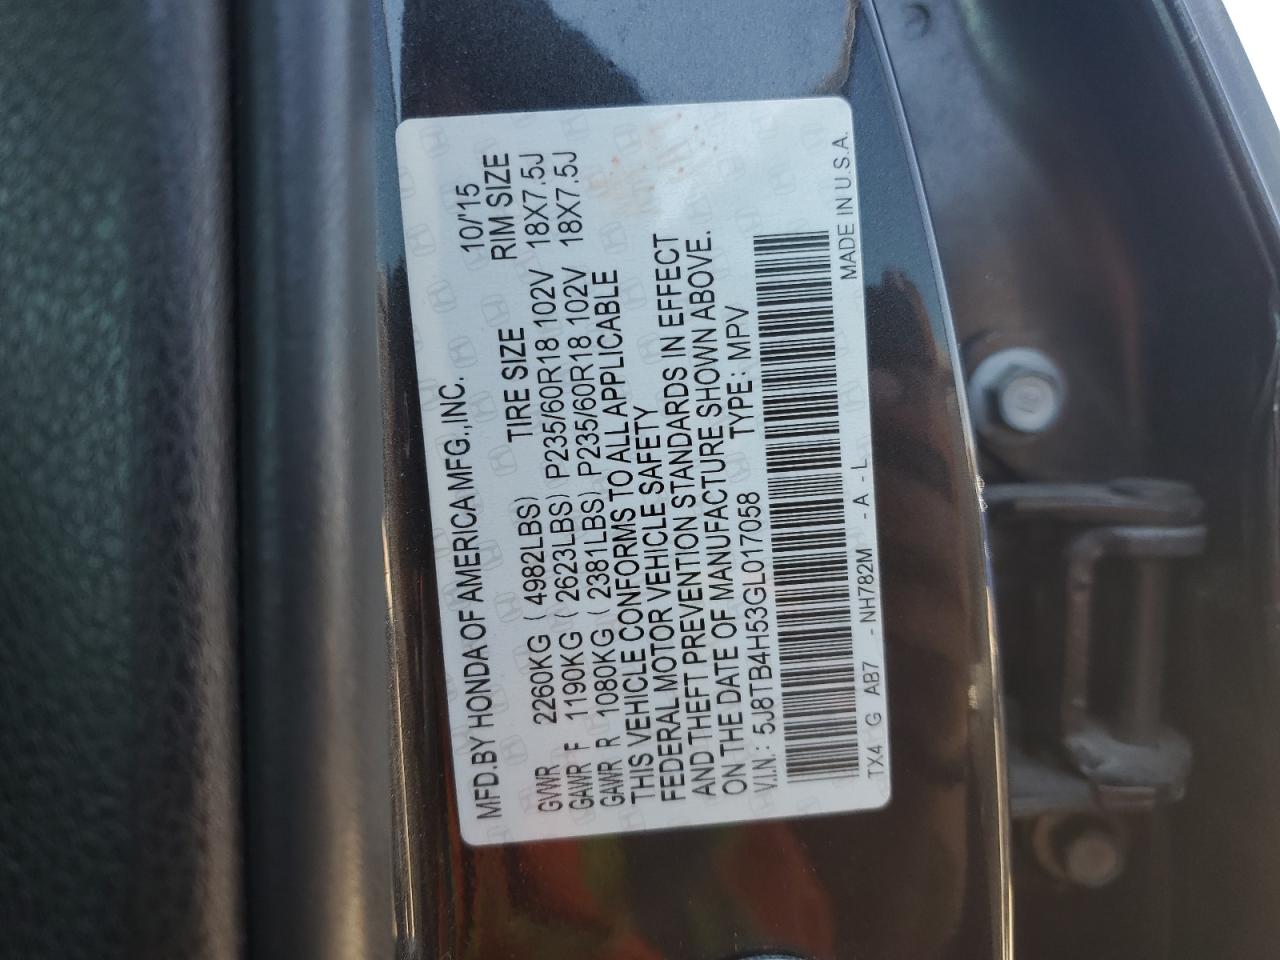 MFD. BY HONDA OF AMERICA MFG., INC. 10/'15
TIRE SIZE RIM SIZE
GVWR 2260KG ( 4982LBS)
GAWR F 1190KG ( 2623LBS) P235/60R18 102V 18X7.5J
GAWR R 1080KG ( 2381LBS) P235/60R18 102V 18X7.5J
THIS VEHICLE CONFORMS TO ALL APPLICABLE
FEDERAL MOTOR VEHICLE SAFETY
AND THEFT PREVENTION STANDARDS IN EFFECT
ON THE DATE OF MANUFACTURE SHOWN ABOVE.
V.I.N.: 5J8TB4H53GL017058 TYPE: MPV
TX4 G AB7 - NH782M - A - L MADE IN U.S.A.